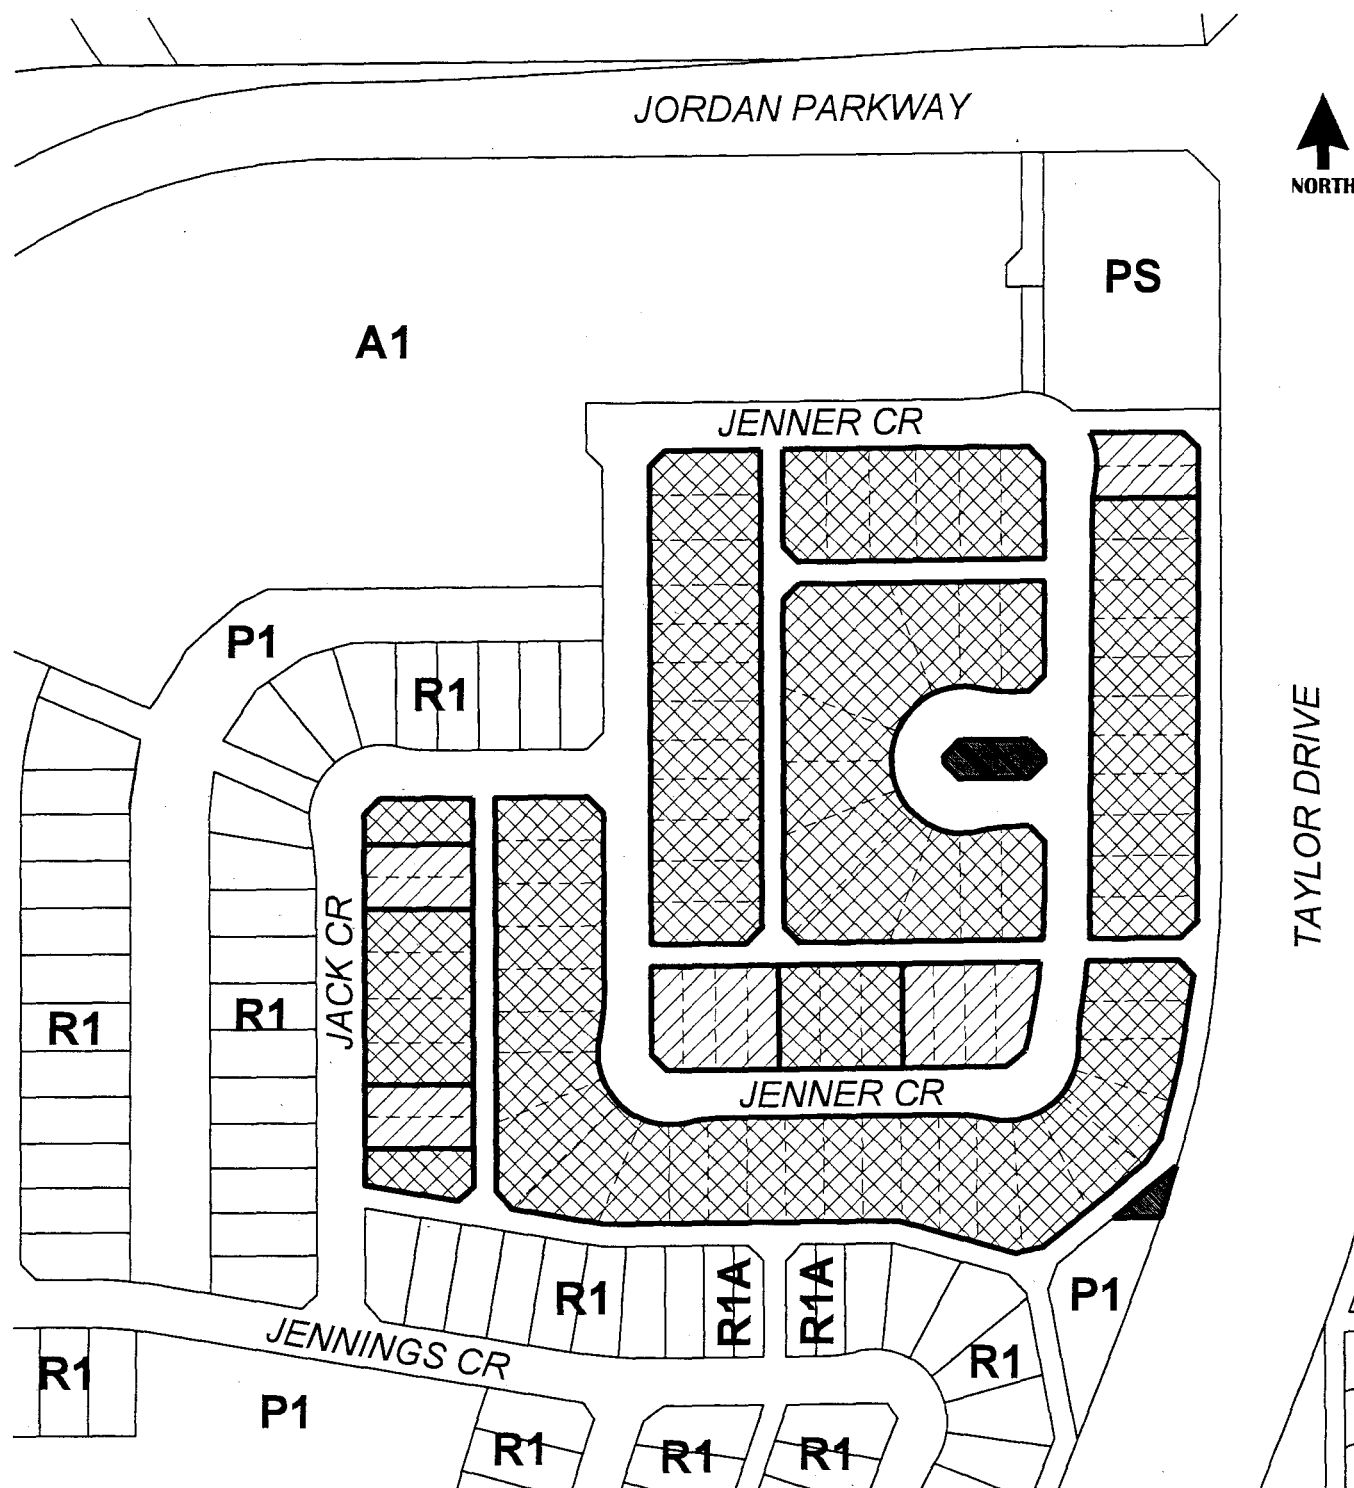 JORDAN PARKWAY
NORTH
PS
A1
JENNER CR
P1
R1
TAYLOR DRIVE
JACK CR
R1
R1
JENNER CR
R1
R1A
R1A
P1
JENNINGS CR
R1
R1
P1
R1
R1
R1